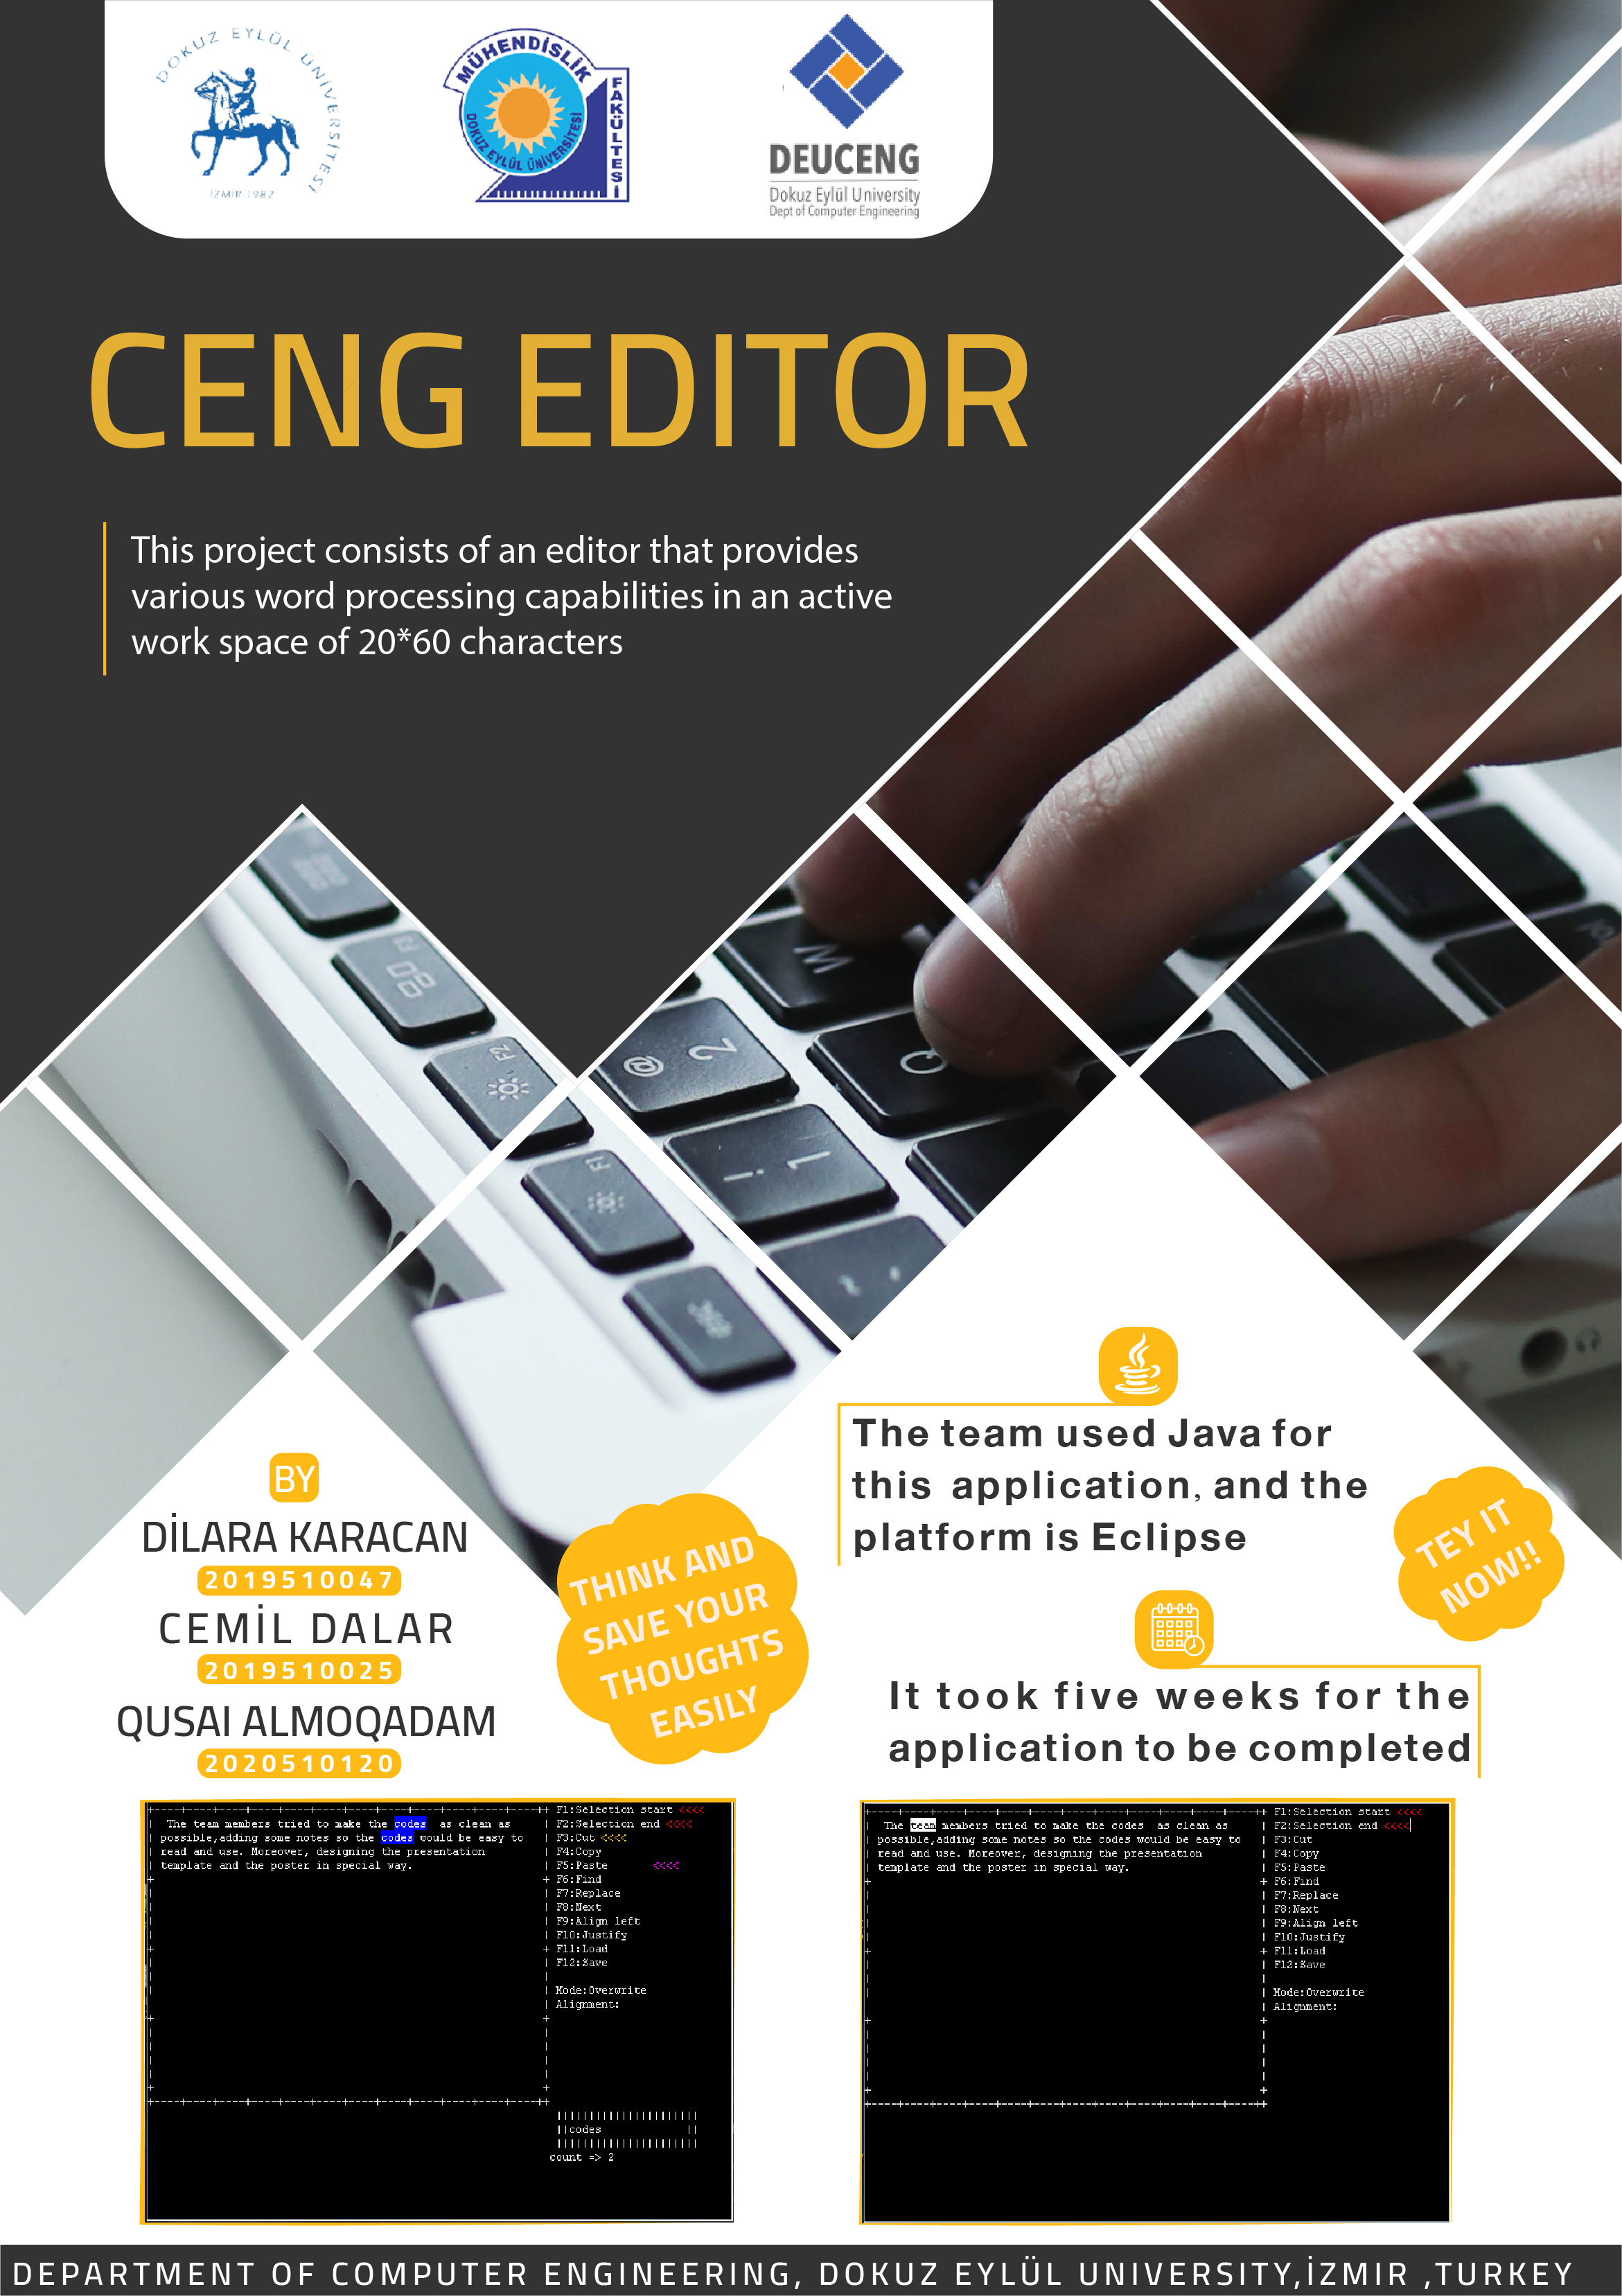 DOKUZ EYLÜL ÜNİVERSİTESİ
İZMİR-1982
MÜHENDİSLİK
FAKÜLTESİ
DOKUZ EYLÜL ÜNİVERSİTESİ
DEUCENG
Dokuz Eylül University
Dept of Computer Engineering
CENG EDITOR
This project consists of an editor that provides
various word processing capabilities in an active
work space of 20*60 characters
F2
F1
@ 2
! 1
The team used Java for
this application, and the
platform is Eclipse
TEY IT
NOW!!
BY
DİLARA KARACAN
2019510047
CEMİL DALAR
2019510025
QUSAI ALMOQADAM
2020510120
THINK AND
SAVE YOUR
THOUGHTS
EASILY
It took five weeks for the
application to be completed
The team members tried to make the codes as clean as
possible,adding some notes so the codes would be easy to
read and use. Moreover, designing the presentation
template and the poster in special way.
F1:Selection start <<<<
F2:Selection end <<<<
F3:Cut <<<<
F4:Copy
F5:Paste <<<<
F6:Find
F7:Replace
F8:Next
F9:Align left
F10:Justify
F11:Load
F12:Save
Mode:Overwrite
Alignment:
||codes ||
count => 2
The team members tried to make the codes as clean as
possible,adding some notes so the codes would be easy to
read and use. Moreover, designing the presentation
template and the poster in special way.
F1:Selection start <<<<
F2:Selection end <<<<
F3:Cut
F4:Copy
F5:Paste
F6:Find
F7:Replace
F8:Next
F9:Align left
F10:Justify
F11:Load
F12:Save
Mode:Overwrite
Alignment:
DEPARTMENT OF COMPUTER ENGINEERING, DOKUZ EYLÜL UNIVERSITY,İZMIR ,TURKEY